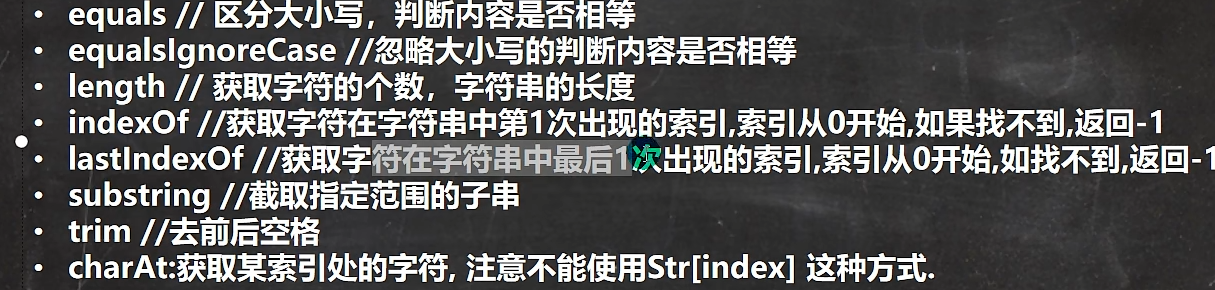 • equals // 区分大小写，判断内容是否相等
• equalsIgnoreCase //忽略大小写的判断内容是否相等
• length // 获取字符的个数，字符串的长度
• indexOf //获取字符在字符串中第1次出现的索引,索引从0开始,如果找不到,返回-1
• lastIndexOf //获取字符在字符串中最后1次出现的索引,索引从0开始,如找不到,返回-1
• substring //截取指定范围的子串
• trim //去前后空格
• charAt:获取某索引处的字符, 注意不能使用Str[index] 这种方式.